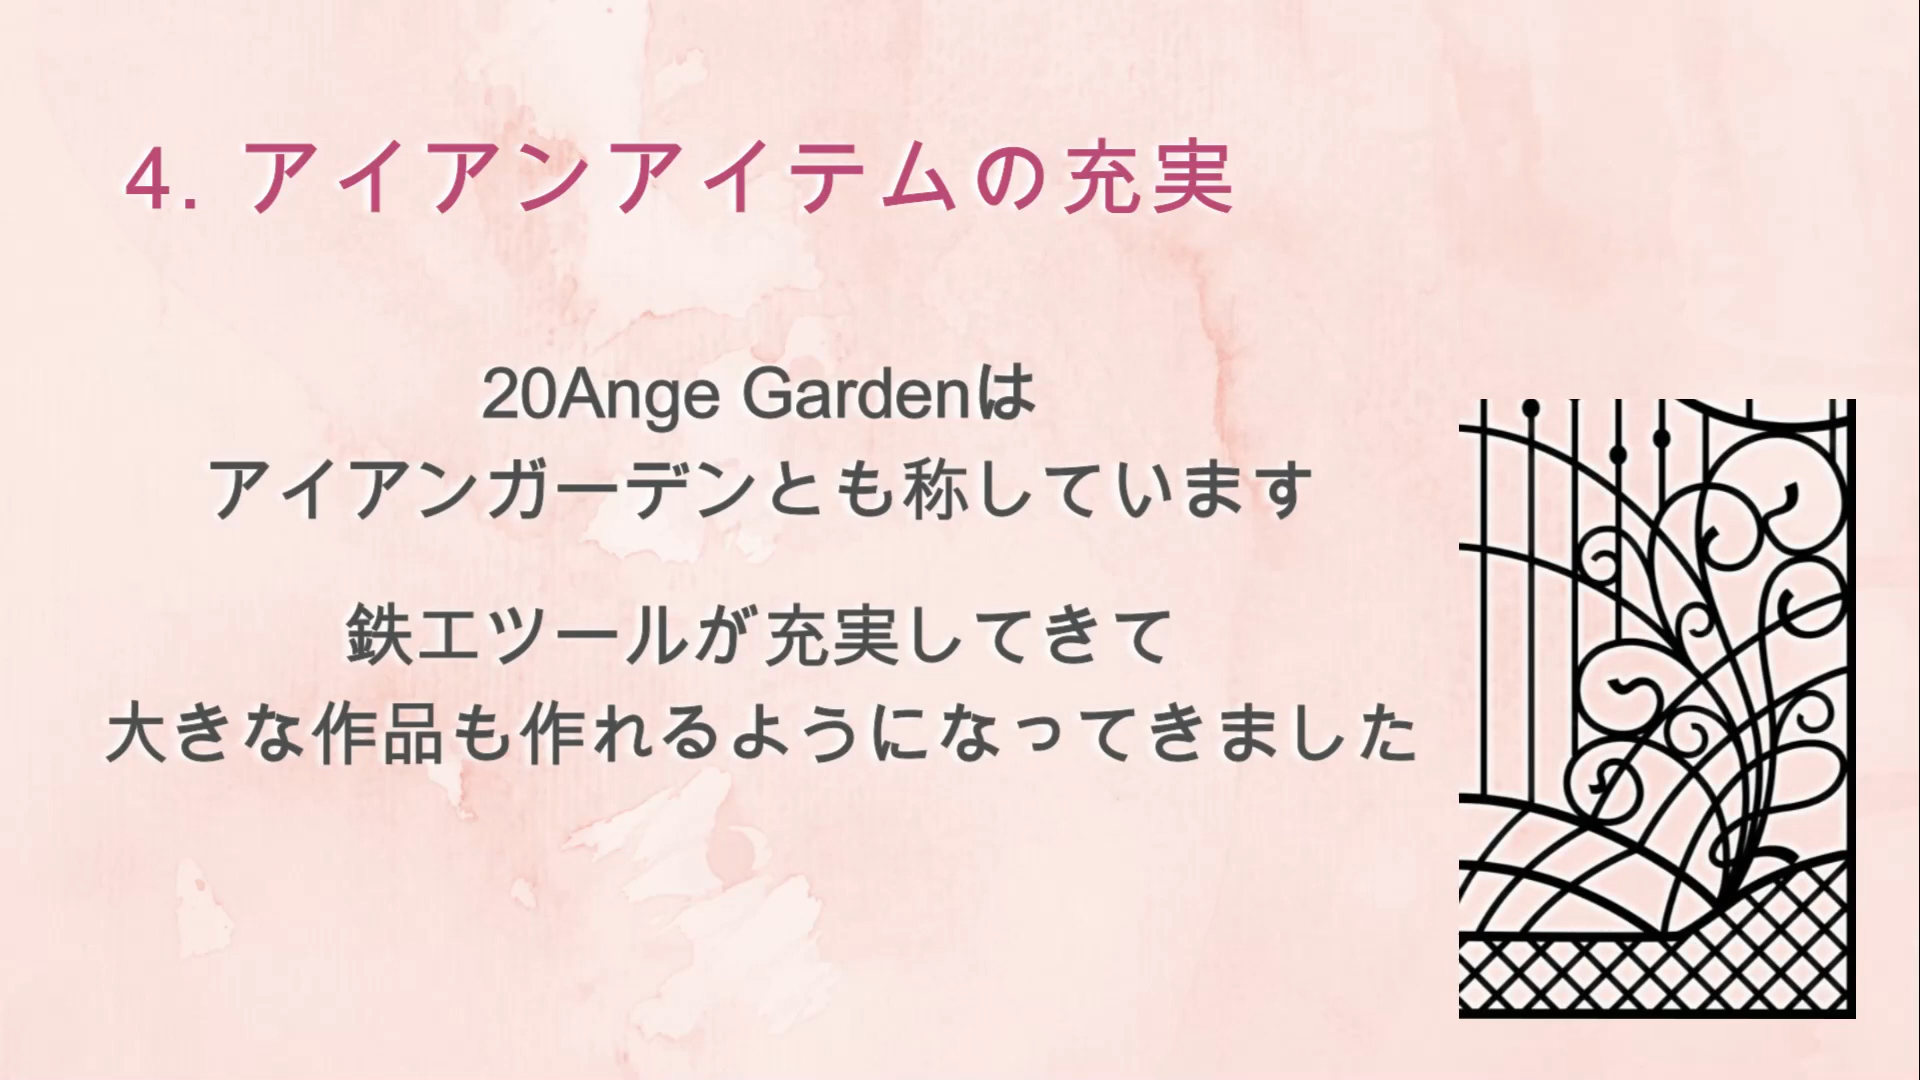 4. アイアンアイテムの充実
20Ange Gardenは
アイアンガーデンとも称しています
鉄工ツールが充実してきて
大きな作品も作れるようになってきました